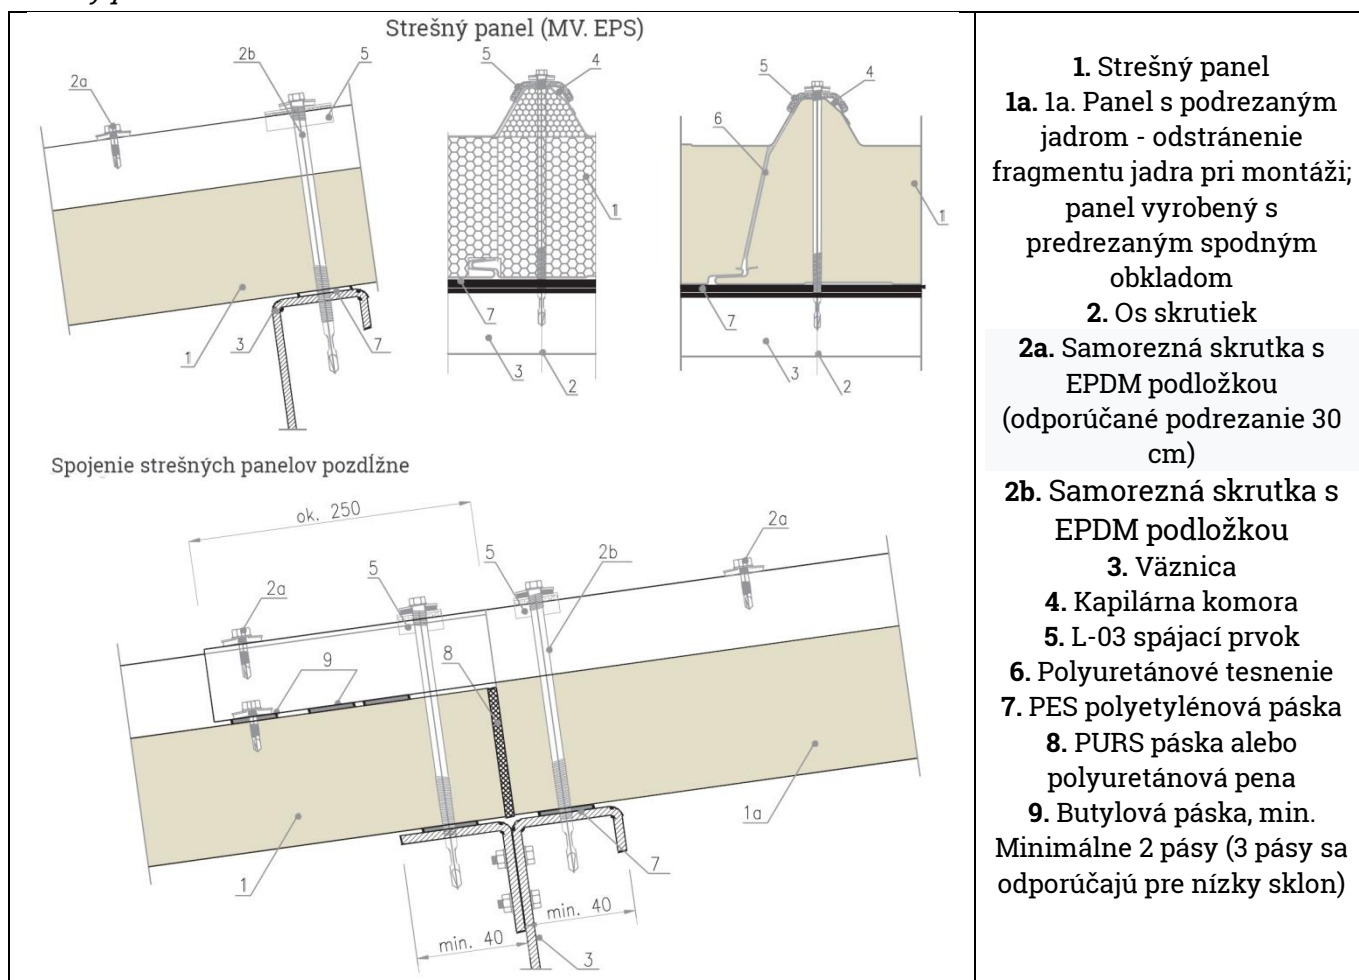 Strešný panel (MV. EPS)
2a
2b
5
1
3
1
7
5
4
1
7
3
2
5
4
6
1
7
3
2
Spojenie strešných panelov pozdĺžne
ok. 250
2a
5
9
8
5
2b
2a
1
1a
7
min. 40
min. 40
3
1. Strešný panel
1a. 1a. Panel s podrezaným
jadrom - odstránenie
fragmentu jadra pri montáži;
panel vyrobený s
predrezaným spodným
obkladom
2. Os skrutiek
2a. Samorezná skrutka s
EPDM podložkou
(odporúčané podrezanie 30
cm)
2b. Samorezná skrutka s
EPDM podložkou
3. Väznica
4. Kapilárna komora
5. L-03 spájací prvok
6. Polyuretánové tesnenie
7. PES polyetylénová páska
8. PURS páska alebo
polyuretánová pena
9. Butylová páska, min.
Minimálne 2 pásy (3 pásy sa
odporúčajú pre nízky sklon)